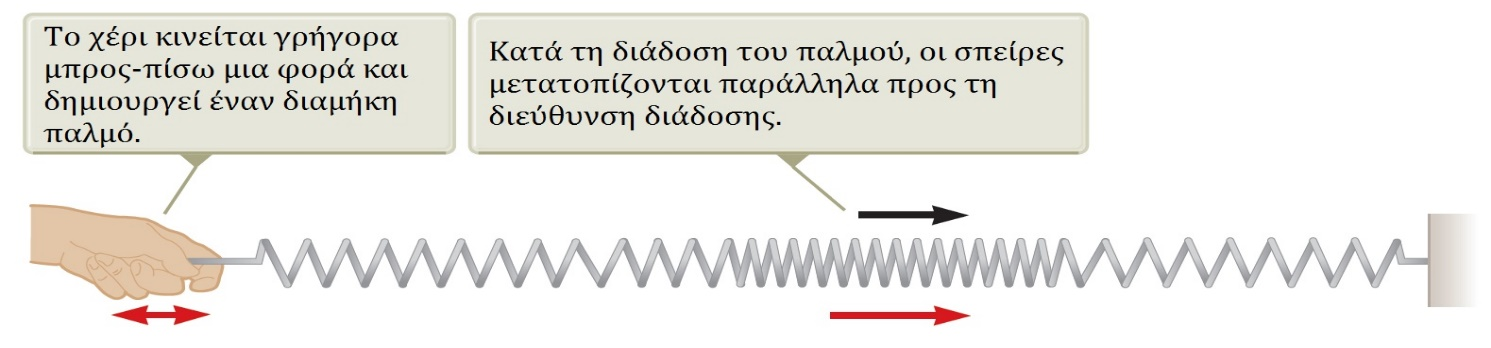 Το χέρι κινείται γρήγορα
μπρος-πίσω μια φορά και
δημιουργεί έναν διαμήκη
παλμό.
Κατά τη διάδοση του παλμού, οι σπείρες
μετατοπίζονται παράλληλα προς τη
διεύθυνση διάδοσης.